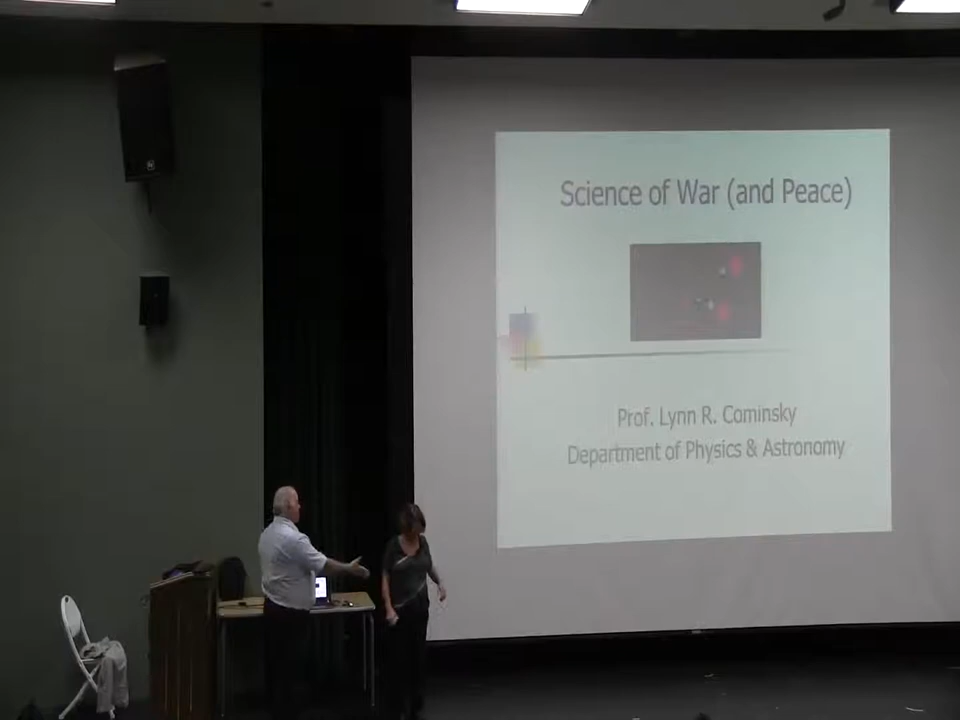 Science of War (and Peace)
Prof. Lynn R. Cominsky
Department of Physics & Astronomy